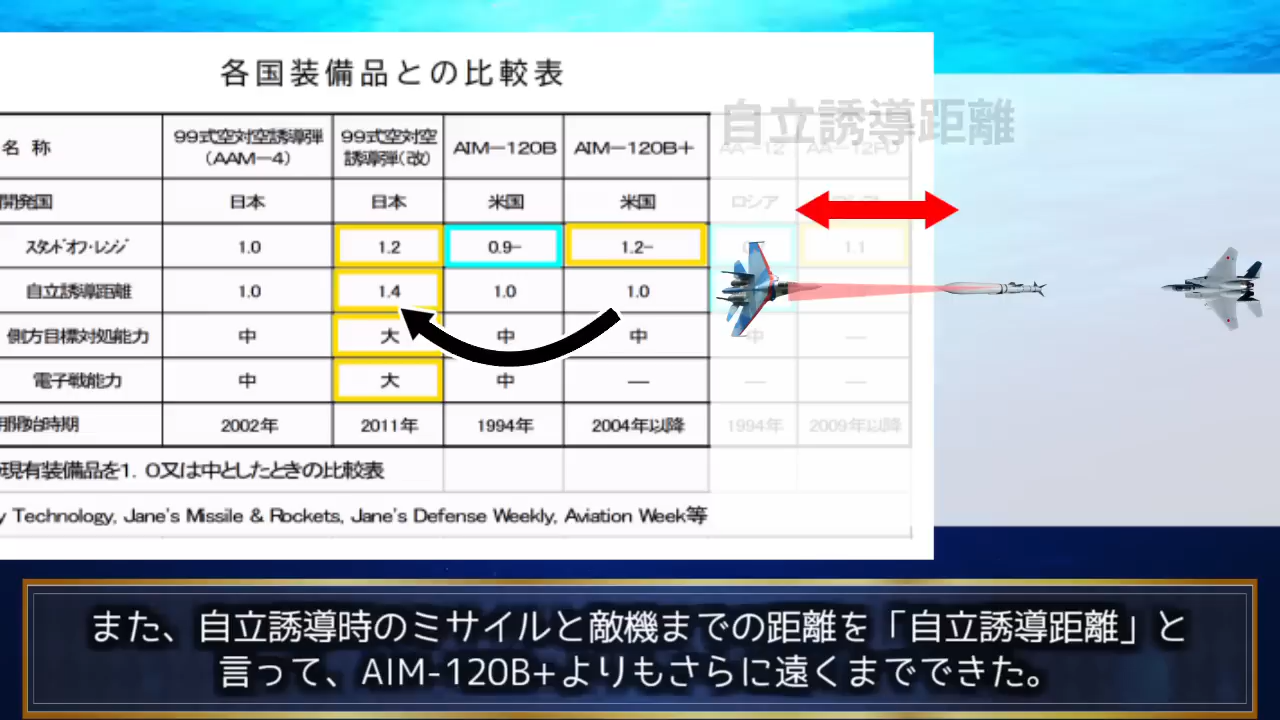 各国装備品との比較表
自立誘導距離
名 称 99式空対空誘導弾(AAM-4) 99式空対空誘導弾(改) AIM-120B AIM-120B+ AA-12 AA-12PD
開発国 日本 日本 米国 米国 ロシア
スタンドオフ・レンジ 1.0 1.2 0.9- 1.2- 1.1
自立誘導距離 1.0 1.4 1.0 1.0
側方目標対処能力 中 大 中 中 中 —
電子戦能力 中 大 中 — — —
用開始時期 2002年 2011年 1994年 2004年以降 1994年 2009年以降
現有装備品を1.0又は中としたときの比較表
y Technology, Jane's Missile & Rockets, Jane's Defense Weekly, Aviation Week等
また、自立誘導時のミサイルと敵機までの距離を「自立誘導距離」と
言って、AIM-120B+よりもさらに遠くまでできた。